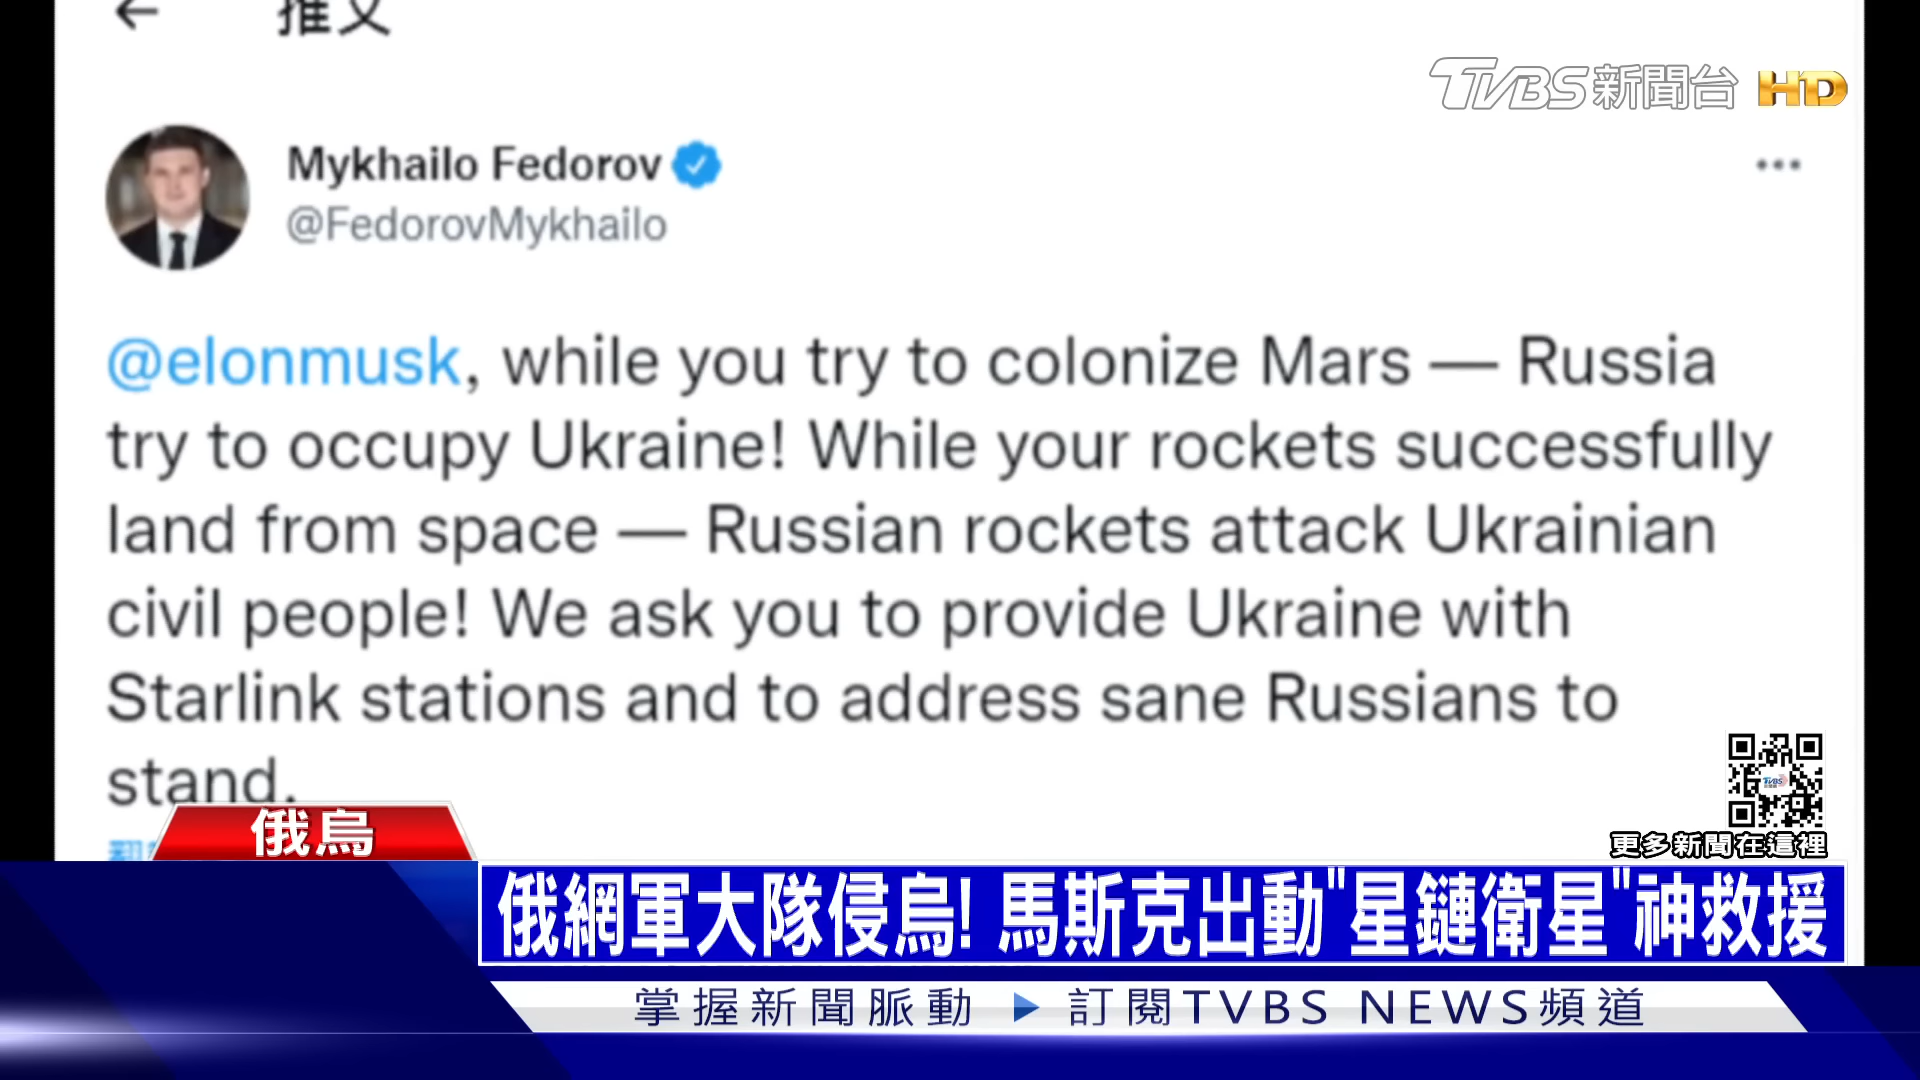 推文
TVBS新聞台 HD
Mykhailo Fedorov
@FedorovMykhailo
@elonmusk, while you try to colonize Mars — Russia
try to occupy Ukraine! While your rockets successfully
land from space — Russian rockets attack Ukrainian
civil people! We ask you to provide Ukraine with
Starlink stations and to address sane Russians to
stand.
TVBS
更多新聞在這裡
俄烏
俄網軍大隊侵烏! 馬斯克出動"星鏈衛星"神救援
掌握新聞脈動 ▶ 訂閱TVBS NEWS頻道